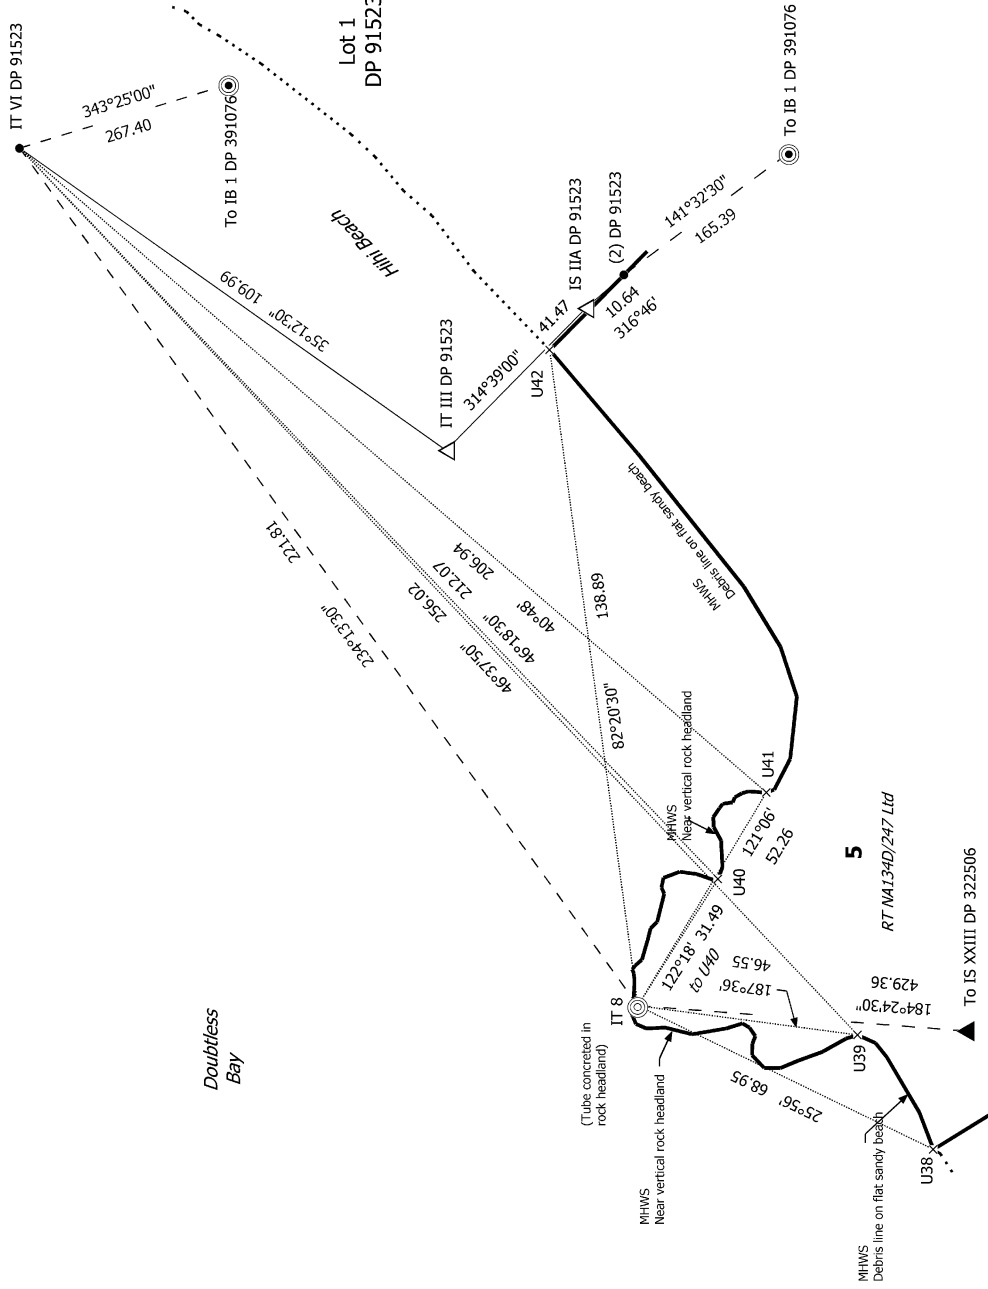 IT VI DP 91523
343°25'00"
267.40
To IB 1 DP 391076
Lot 1
DP 91523
To IB 1 DP 391076
Hihi Beach
109.99
35°12'30"
IT III DP 91523
314°39'00"
41.47
IS IIA DP 91523
(2) DP 91523
10.64
316°46'
141°32'30"
165.39
U42
221.81
234°13'30"
256.02
46°37'50"
212.07
46°18'30"
206.94
40°48'
138.89
82°20'30"
MHWS
Debris line on flat sandy beach
MHWS
Near vertical rock headland
U41
121°06'
52.26
U40
122°18' 31.49
to U40
46.55
187°36'
5
RT NA134D/247 Ltd
429.36
184°24'30"
To IS XXIII DP 322506
IT 8
(Tube concreted in
rock headland)
Doubtless
Bay
MHWS
Near vertical rock headland
68.95
25°56'
U39
U38
MHWS
Debris line on flat sandy beach